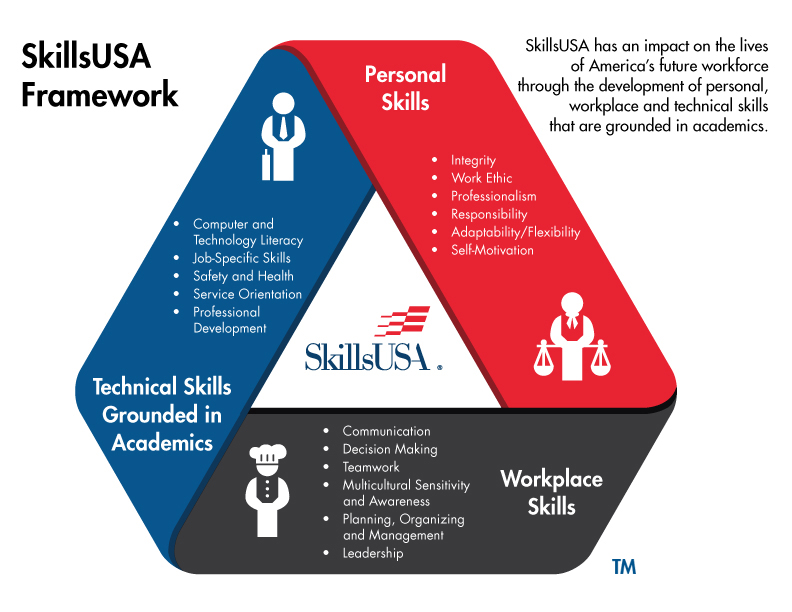 SkillsUSA
Framework
SkillsUSA has an impact on the lives
of America's future workforce
through the development of personal,
workplace and technical skills
that are grounded in academics.
Personal
Skills
• Integrity
• Work Ethic
• Professionalism
• Responsibility
• Adaptability/Flexibility
• Self-Motivation
• Computer and
Technology Literacy
• Job-Specific Skills
• Safety and Health
• Service Orientation
• Professional
Development
SkillsUSA®
Technical Skills
Grounded in
Academics
• Communication
• Decision Making
• Teamwork
• Multicultural Sensitivity
and Awareness
• Planning, Organizing
and Management
• Leadership
Workplace
Skills
TM